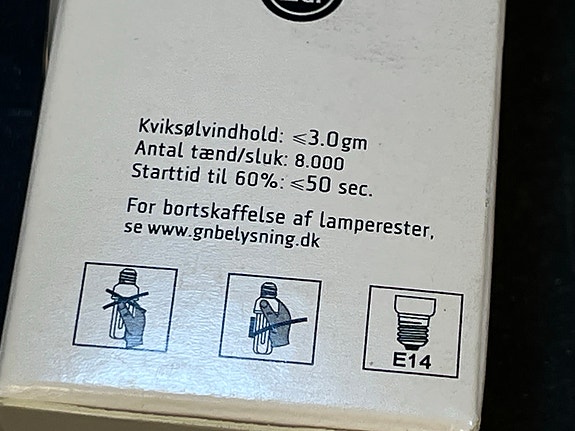 Kviksølvindhold: ≤3.0gm
Antal tænd/sluk: 8.000
Starttid til 60%: ≤50 sec.
For bortskaffelse af lamperester,
se www.gnbelysning.dk
E14